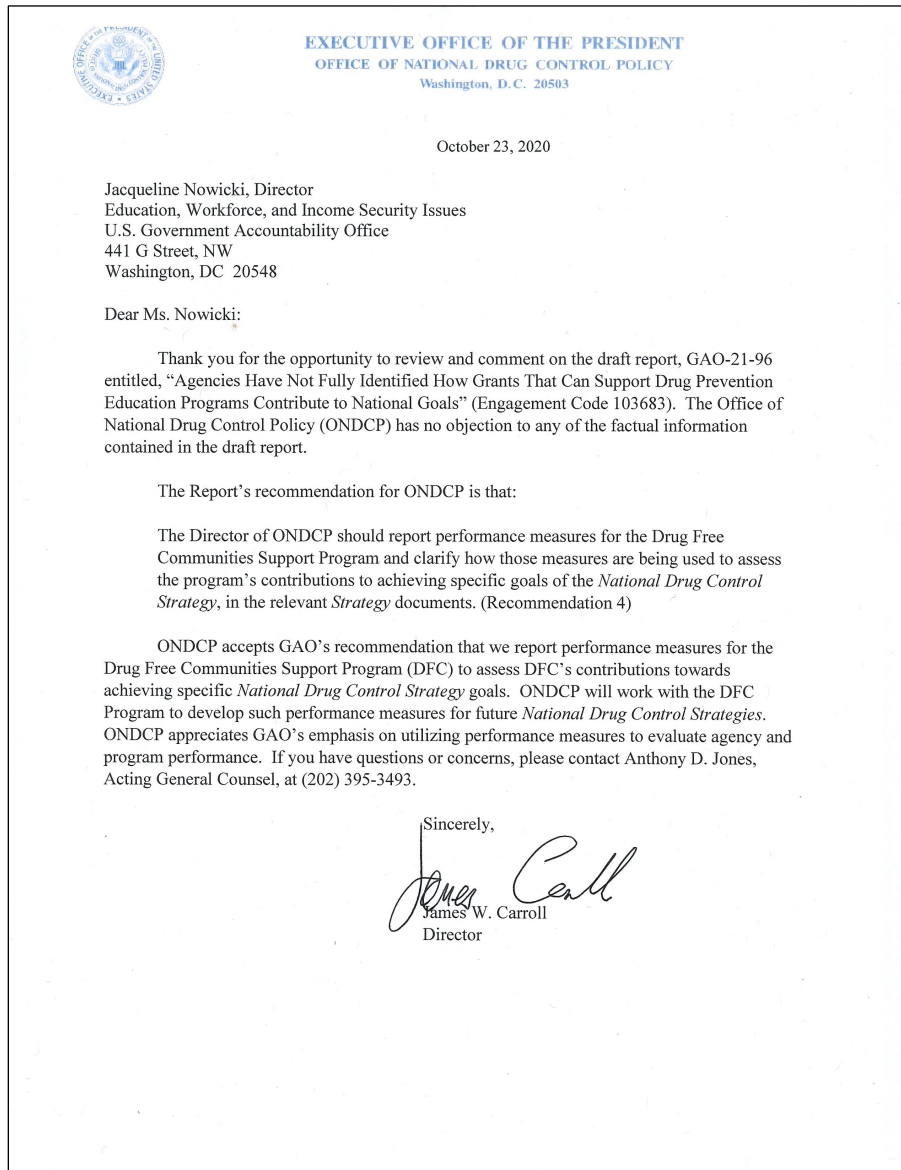 EXECUTIVE OFFICE OF THE PRESIDENT
OFFICE OF NATIONAL DRUG CONTROL POLICY
Washington, D.C. 20503
October 23, 2020
Jacqueline Nowicki, Director
Education, Workforce, and Income Security Issues
U.S. Government Accountability Office
441 G Street, NW
Washington, DC 20548
Dear Ms. Nowicki:
Thank you for the opportunity to review and comment on the draft report, GAO-21-96
entitled, “Agencies Have Not Fully Identified How Grants That Can Support Drug Prevention
Education Programs Contribute to National Goals” (Engagement Code 103683). The Office of
National Drug Control Policy (ONDCP) has no objection to any of the factual information
contained in the draft report.
The Report’s recommendation for ONDCP is that:
The Director of ONDCP should report performance measures for the Drug Free
Communities Support Program and clarify how those measures are being used to assess
the program’s contributions to achieving specific goals of the National Drug Control
Strategy, in the relevant Strategy documents. (Recommendation 4)
ONDCP accepts GAO’s recommendation that we report performance measures for the
Drug Free Communities Support Program (DFC) to assess DFC’s contributions towards
achieving specific National Drug Control Strategy goals. ONDCP will work with the DFC
Program to develop such performance measures for future National Drug Control Strategies.
ONDCP appreciates GAO’s emphasis on utilizing performance measures to evaluate agency and
program performance. If you have questions or concerns, please contact Anthony D. Jones,
Acting General Counsel, at (202) 395-3493.
Sincerely,
James W. Carroll
Director